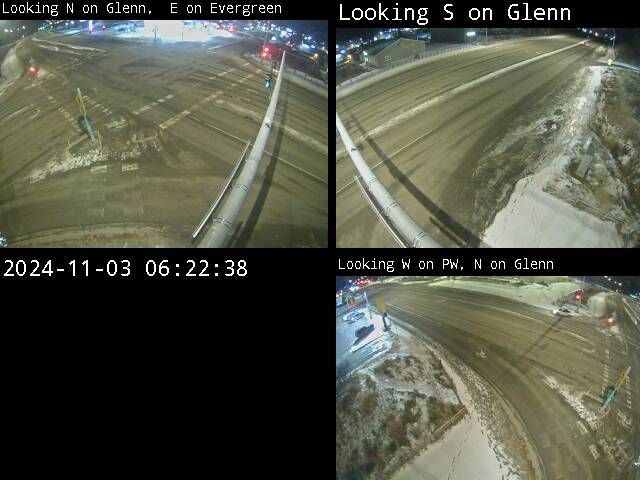 Looking N on Glenn,  E on Evergreen
Looking S on Glenn
2024-11-03 06:22:38
Looking W on PW, N on Glenn